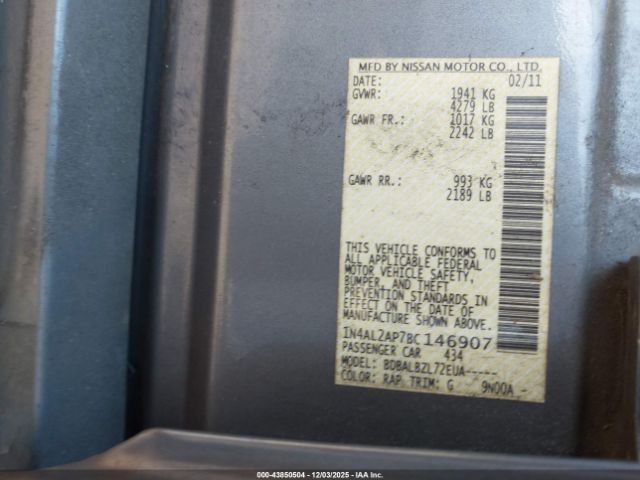 MFD BY NISSAN MOTOR CO., LTD.
DATE: 02/11
GVWR: 1941 KG
4279 LB
GAWR FR.: 1017 KG
2242 LB
GAWR RR.: 993 KG
2189 LB
THIS VEHICLE CONFORMS TO
ALL APPLICABLE FEDERAL
MOTOR VEHICLE SAFETY,
BUMPER, AND THEFT
PREVENTION STANDARDS IN
EFFECT ON THE DATE OF
MANUFACTURE SHOWN ABOVE.
1N4AL2AP7BC146907
PASSENGER CAR 434
MODEL: BDBALBZL72EUA-----
COLOR: RAP TRIM: G 9N00A -
000-43850504 | 12/03/2025 | IAA Inc.